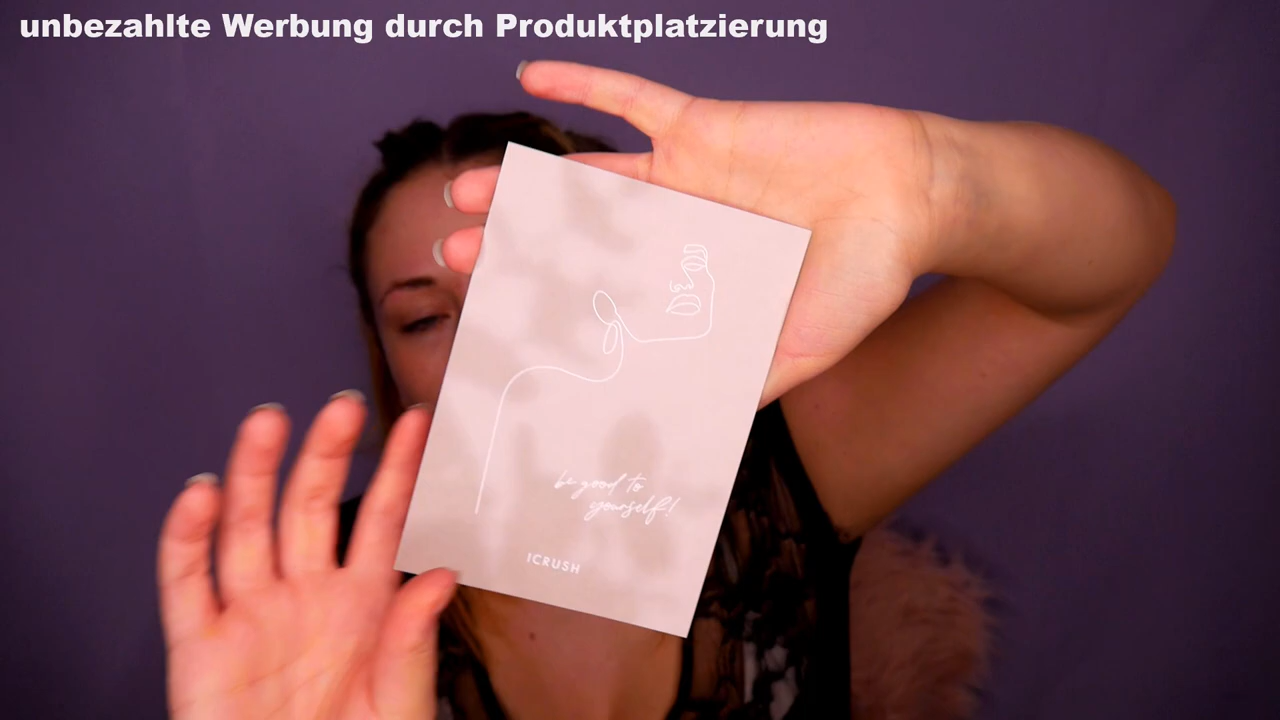 unbezahlte Werbung durch Produktplatzierung
be good to
yourself!
ICRUSH